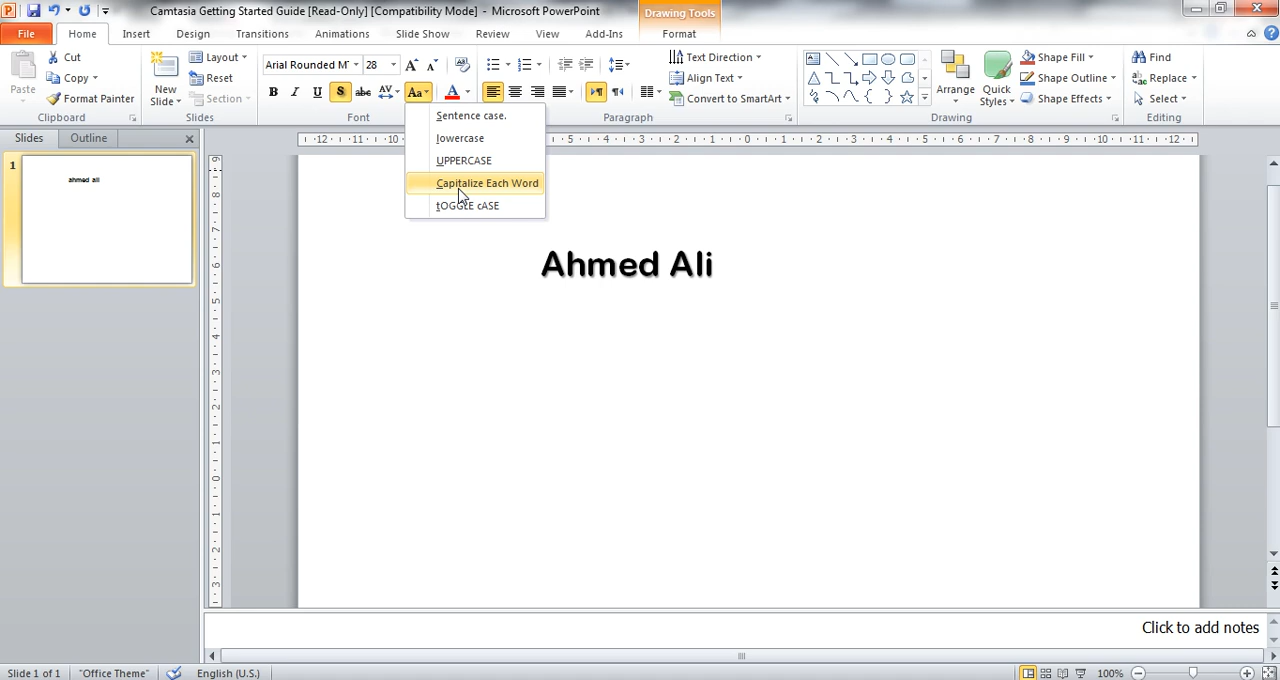 Camtasia Getting Started Guide [Read-Only] [Compatibility Mode] - Microsoft PowerPoint
Drawing Tools
File Home Insert Design Transitions Animations Slide Show Review View Add-Ins Format
Paste
Cut
Copy
Format Painter
Clipboard
New
Slide
Layout
Reset
Section
Slides
Arial Rounded M 28
B I U S abc AV Aa A
Font
Text Direction
Align Text
Convert to SmartArt
Paragraph
Arrange
Quick
Styles
Shape Fill
Shape Outline
Shape Effects
Drawing
Find
Replace
Select
Editing
Sentence case.
lowercase
UPPERCASE
Capitalize Each Word
tOGGLE cASE
Slides Outline
1
ahmed ali
Ahmed Ali
Click to add notes
Slide 1 of 1 "Office Theme" English (U.S.) 100%